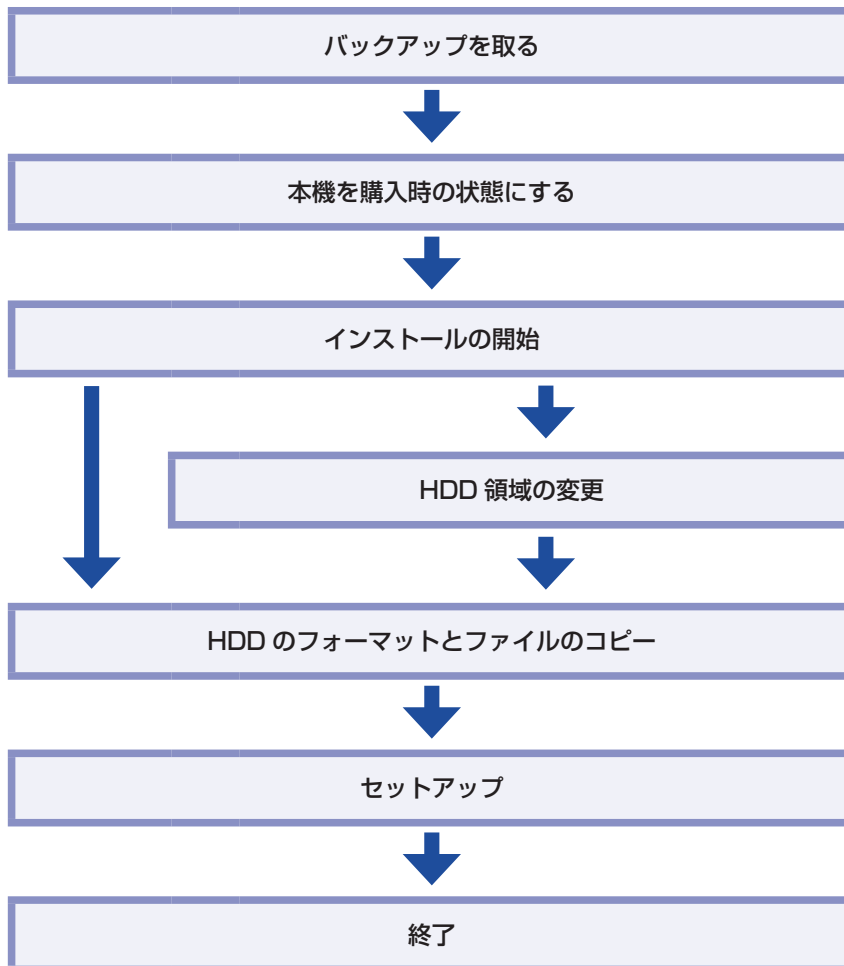 バックアップを取る
本機を購入時の状態にする
インストールの開始
HDD 領域の変更
HDD のフォーマットとファイルのコピー
セットアップ
終了